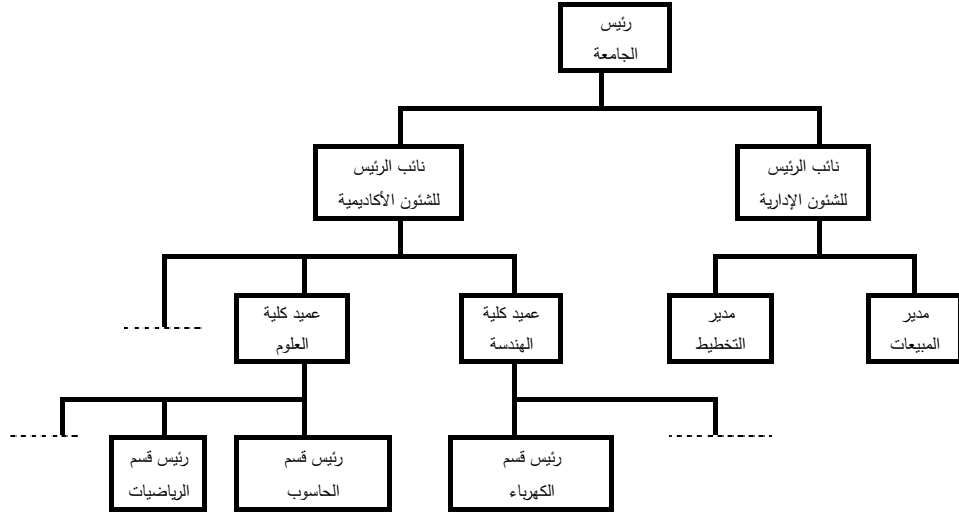 رئيس
الجامعة
نائب الرئيس
للشئون الإدارية
نائب الرئيس
للشئون الأكاديمية
مدير
المبيعات
مدير
التخطيط
عميد كلية
الهندسة
عميد كلية
العلوم
رئيس قسم
الكهرباء
رئيس قسم
الحاسوب
رئيس قسم
الرياضيات